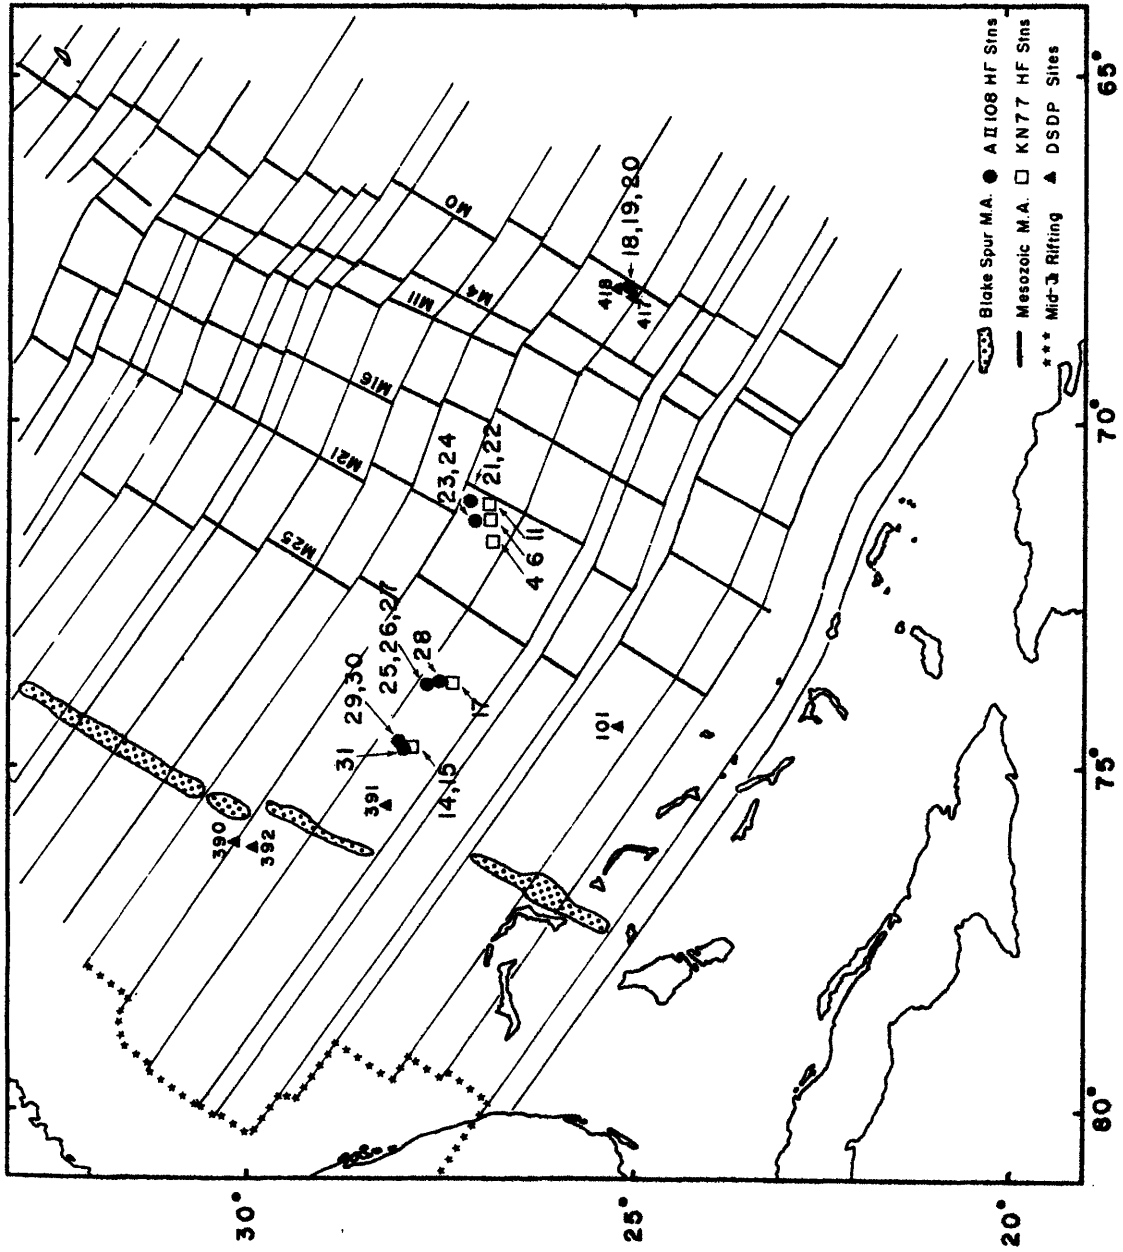 M0
M4
M11
M16
M21
M25
18,19,20
418
417
23,24
21,22
4 6 11
25,26,27
28
17
29,30
31
14,15
391
101
390
392
Blake Spur M.A. ● AII108 HF Stns
Mesozoic M.A. □ KN77 HF Stns
Mid-J Rifting ▲ DSDP Sites
65°
70°
75°
80°
30°
25°
20°